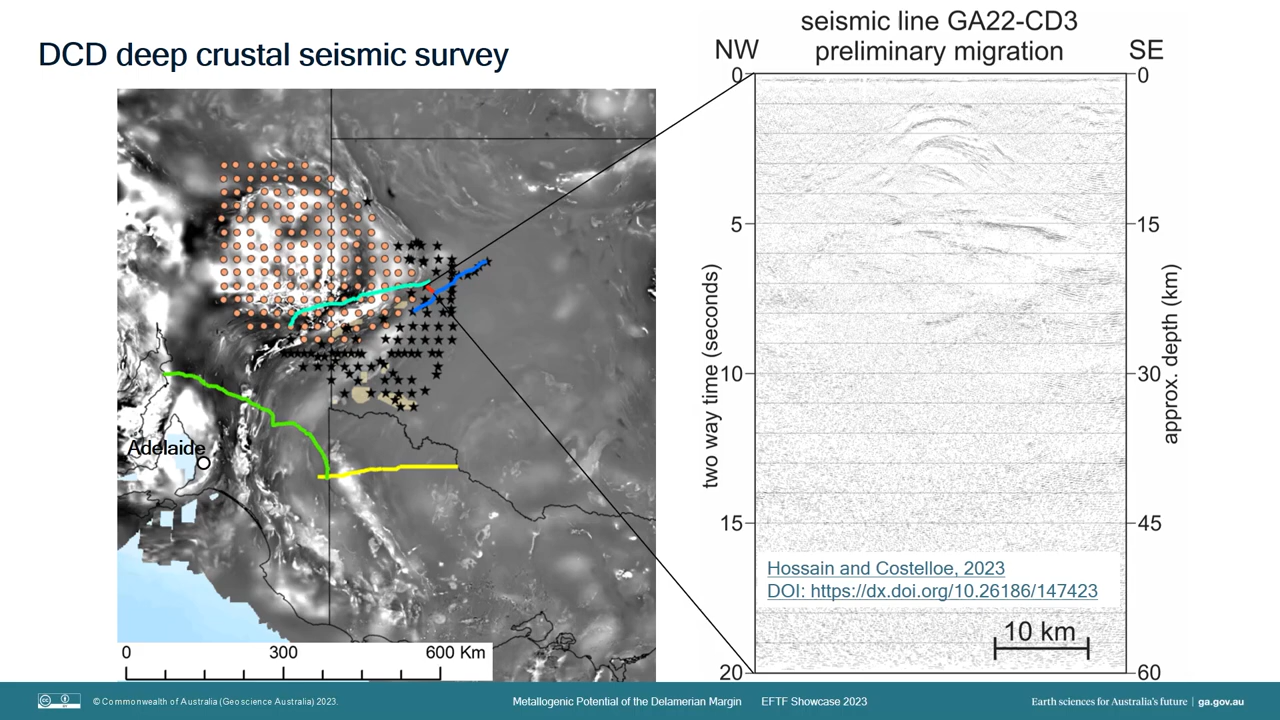 DCD deep crustal seismic survey
seismic line GA22-CD3
preliminary migration
NW
SE
0
5
10
15
20
two way time (seconds)
0
15
30
45
60
approx. depth (km)
Adelaide
0
300
600 Km
Hossain and Costelloe, 2023
DOI: https://dx.doi.org/10.26186/147423
10 km
© Commonwealth of Australia (Geoscience Australia) 2023.
Metallogenic Potential of the Delamerian Margin
EFTF Showcase 2023
Earth sciences for Australia's future | ga.gov.au